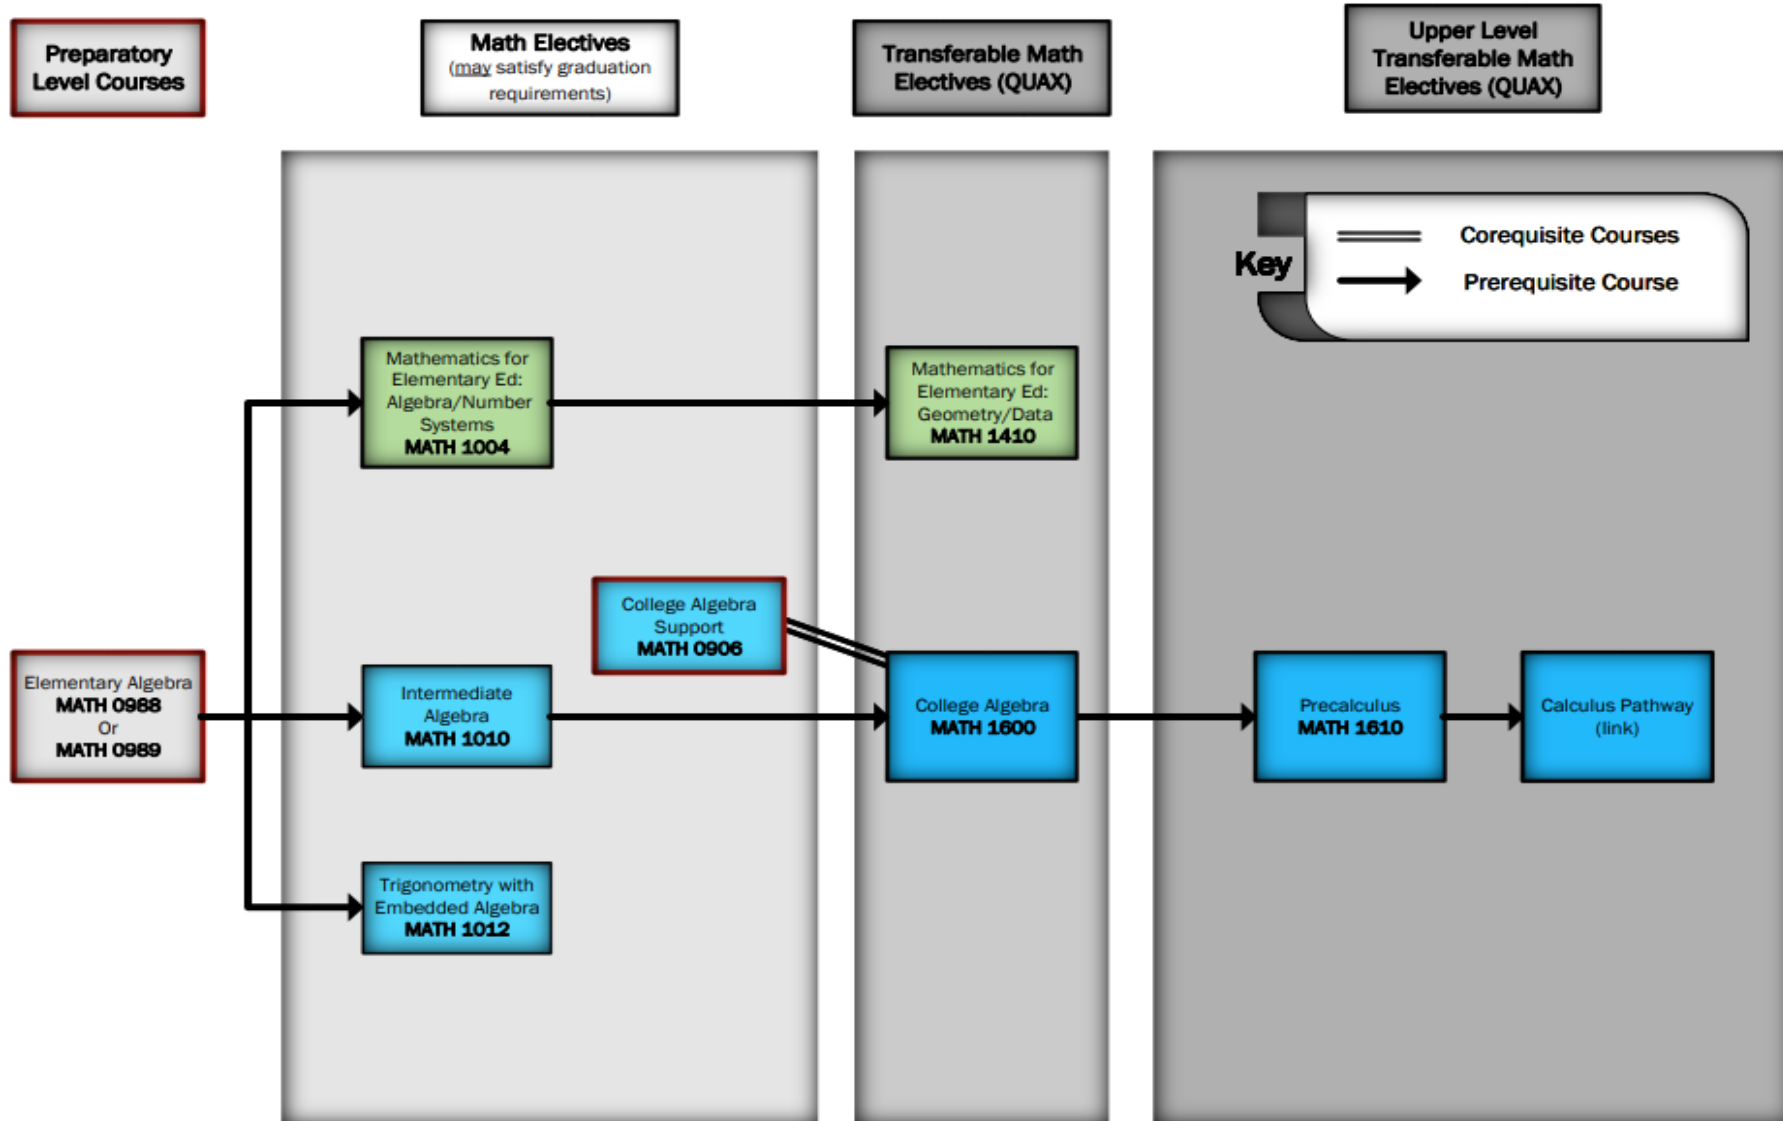 Preparatory
Level Courses
Math Electives
(may satisfy graduation
requirements)
Transferable Math
Electives (QUAX)
Upper Level
Transferable Math
Electives (QUAX)
Key
Corequisite Courses
Prerequisite Course
Mathematics for
Elementary Ed:
Algebra/Number
Systems
MATH 1004
Mathematics for
Elementary Ed:
Geometry/Data
MATH 1410
College Algebra
Support
MATH 0906
Elementary Algebra
MATH 0988
Or
MATH 0989
Intermediate
Algebra
MATH 1010
College Algebra
MATH 1600
Precalculus
MATH 1610
Calculus Pathway
(link)
Trigonometry with
Embedded Algebra
MATH 1012